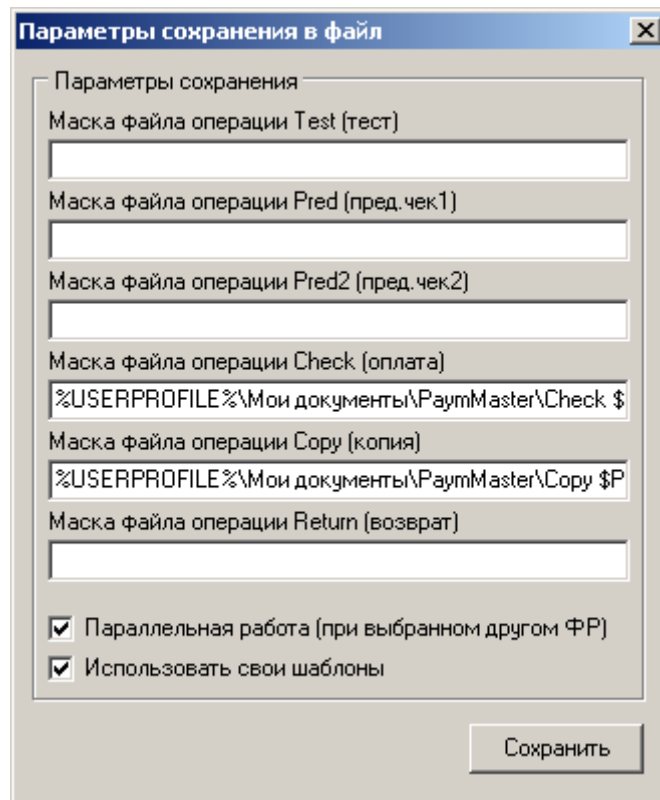 Параметры сохранения в файл
Параметры сохранения
Маска файла операции Test (тест)
Маска файла операции Pred (пред.чек1)
Маска файла операции Pred2 (пред.чек2)
Маска файла операции Check (оплата)
%USERPROFILE%\Мои документы\PaymMaster\Check $
Маска файла операции Copy (копия)
%USERPROFILE%\Мои документы\PaymMaster\Copy $P
Маска файла операции Return (возврат)
Параллельная работа (при выбранном другом ФР)
Использовать свои шаблоны
Сохранить